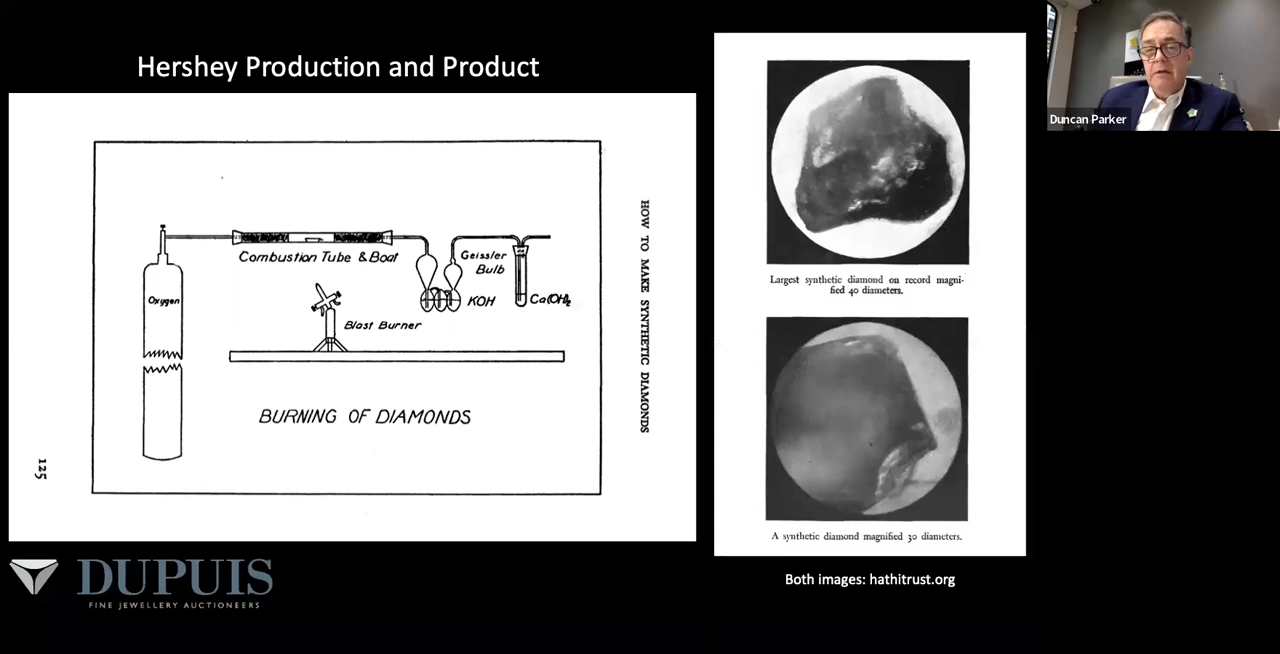 Hershey Production and Product
Oxygen
Combustion Tube & Boat
Geissler
Bulb
KOH
Ca(OH)₂
Blast Burner
BURNING OF DIAMONDS
125
HOW TO MAKE SYNTHETIC DIAMONDS
Largest synthetic diamond on record magni-
fied 40 diameters.
A synthetic diamond magnified 30 diameters.
Both images: hathitrust.org
DUPUIS
FINE JEWELLERY AUCTIONEERS
Duncan Parker